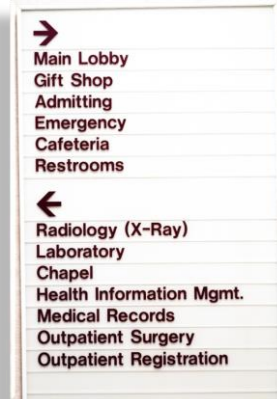 →
Main Lobby
Gift Shop
Admitting
Emergency
Cafeteria
Restrooms
←
Radiology (X-Ray)
Laboratory
Chapel
Health Information Mgmt.
Medical Records
Outpatient Surgery
Outpatient Registration